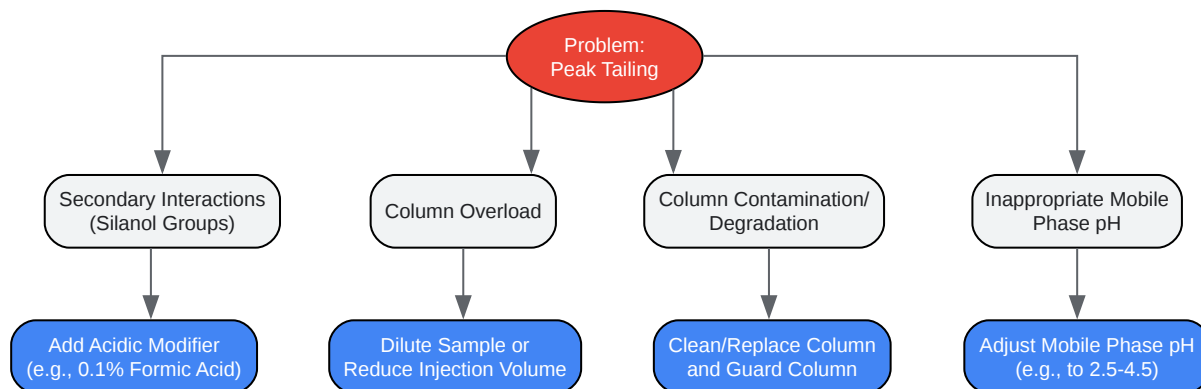 Problem:
Peak Tailing
Secondary Interactions
(Silanol Groups)
Column Overload
Column Contamination/
Degradation
Inappropriate Mobile
Phase pH
Add Acidic Modifier
(e.g., 0.1% Formic Acid)
Dilute Sample or
Reduce Injection Volume
Clean/Replace Column
and Guard Column
Adjust Mobile Phase pH
(e.g., to 2.5-4.5)